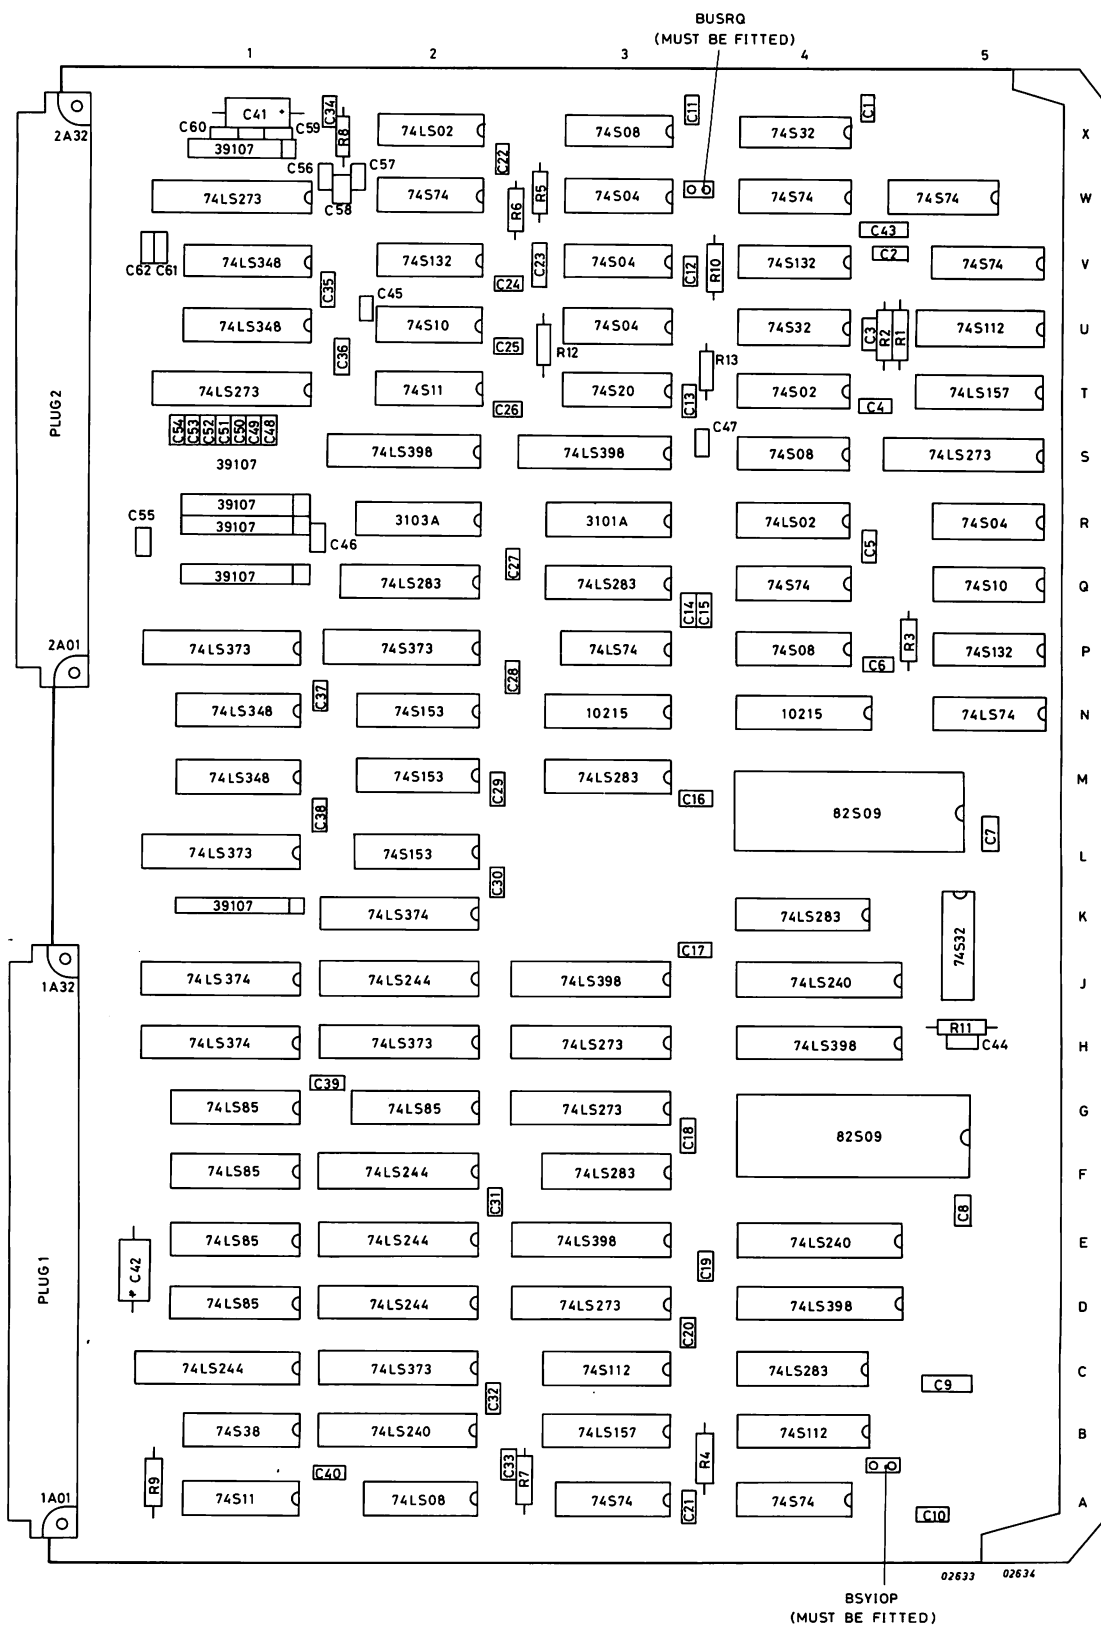 BUSRQ
(MUST BE FITTED)
1 2 3 4 5
2A32
C60 C41 + C59 C34 R8 74LS02 74S08 C11 74S32 C1 X
39107
C56 C57 C22
74LS273 C58 74S74 R6 R5 74S04 74S74 74S74 W
C43
C62 C61 74LS348 C35 74S132 C24 C23 74S04 C12 R10 74S132 C2 74S74 V
C45
74LS348 C36 74S10 C25 R12 74S04 R13 74S32 C3 R2 R1 74S112 U
PLUG2
74LS273 74S11 C26 74S20 C13 74S02 C4 74LS157 T
C54 C53 C52 C51 C50 C49 C48
39107 74LS398 74LS398 C47 74S08 74LS273 S
39107
C55 39107 C46 3103A 3101A 74LS02 C5 74S04 R
39107 74LS283 C27 74LS283 C14 C15 74S74 74S10 Q
2A01
74LS373 74S373 C28 74LS74 74S08 C6 R3 74S132 P
74LS348 C37 74S153 10215 10215 74LS74 N
74LS348 C38 74S153 C29 74LS283 C16 82S09 C7 M
74LS373 74S153 C30 L
39107 74LS374 74LS283 74S32 K
C17
1A32
74LS374 74LS244 74LS398 74LS240 J
74LS374 74LS373 74LS273 74LS398 R11 C44 H
C39
74LS85 74LS85 74LS273 C18 82S09 G
74LS85 74LS244 C31 74LS283 C8 F
PLUG1
C42 + 74LS85 74LS244 74LS398 C19 74LS240 E
74LS85 74LS244 74LS273 C20 74LS398 D
74LS244 74LS373 C32 74S112 74LS283 C9 C
74S38 74LS240 74LS157 74S112 B
R9 C40 C33 R7 R4
1A01
74S11 74LS08 74S74 C21 74S74 C10 A
02633 02634
BSYIOP
(MUST BE FITTED)